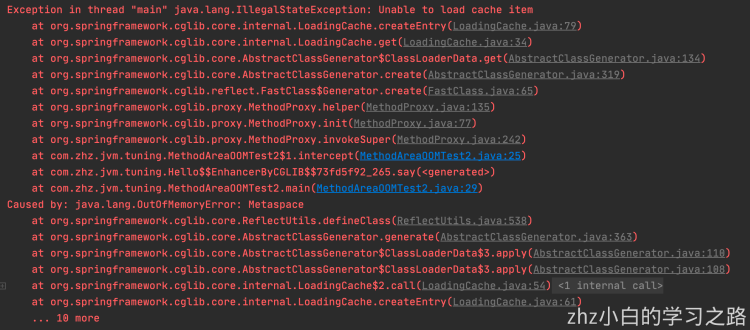 Exception in thread "main" java.lang.IllegalStateException: Unable to load cache item
at org.springframework.cglib.core.internal.LoadingCache.createEntry(LoadingCache.java:79)
at org.springframework.cglib.core.internal.LoadingCache.get(LoadingCache.java:34)
at org.springframework.cglib.core.AbstractClassGenerator$ClassLoaderData.get(AbstractClassGenerator.java:134)
at org.springframework.cglib.core.AbstractClassGenerator.create(AbstractClassGenerator.java:319)
at org.springframework.cglib.reflect.FastClass$Generator.create(FastClass.java:65)
at org.springframework.cglib.proxy.MethodProxy.helper(MethodProxy.java:135)
at org.springframework.cglib.proxy.MethodProxy.init(MethodProxy.java:77)
at org.springframework.cglib.proxy.MethodProxy.invokeSuper(MethodProxy.java:242)
at com.zhz.jvm.tuning.MethodAreaOOMTest2$1.intercept(MethodAreaOOMTest2.java:25)
at com.zhz.jvm.tuning.Hello$$EnhancerByCGLIB$$73fd5f92_265.say(<generated>)
at com.zhz.jvm.tuning.MethodAreaOOMTest2.main(MethodAreaOOMTest2.java:29)
Caused by: java.lang.OutOfMemoryError: Metaspace
at org.springframework.cglib.core.ReflectUtils.defineClass(ReflectUtils.java:538)
at org.springframework.cglib.core.AbstractClassGenerator.generate(AbstractClassGenerator.java:363)
at org.springframework.cglib.core.AbstractClassGenerator$ClassLoaderData$3.apply(AbstractClassGenerator.java:110)
at org.springframework.cglib.core.AbstractClassGenerator$ClassLoaderData$3.apply(AbstractClassGenerator.java:108)
at org.springframework.cglib.core.internal.LoadingCache$2.call(LoadingCache.java:54) <1 internal call>
at org.springframework.cglib.core.internal.LoadingCache.createEntry(LoadingCache.java:61)
... 10 more
zhz小白的学习之路